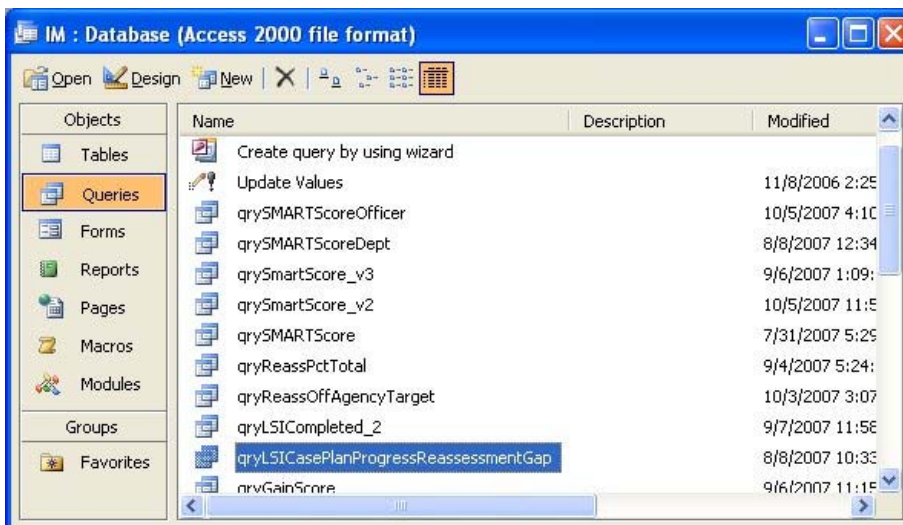 IM : Database (Access 2000 file format)
Open Design New
Objects Name Description Modified
Tables Create query by using wizard
Queries Update Values 11/8/2006 2:25
qrySMARTScoreOfficer 10/5/2007 4:10
Forms qrySMARTScoreDept 8/8/2007 12:34
Reports qrySmartScore_v3 9/6/2007 1:09:
Pages qrySmartScore_v2 10/5/2007 11:5
Macros qrySMARTScore 7/31/2007 5:29
qryReassPctTotal 9/4/2007 5:24:
Modules qryReassOffAgencyTarget 10/3/2007 3:07
Groups qryLSICompleted_2 9/7/2007 11:58
Favorites qryLSICasePlanProgressReassessmentGap 8/8/2007 10:33
qryGainScore 9/6/2007 11:15